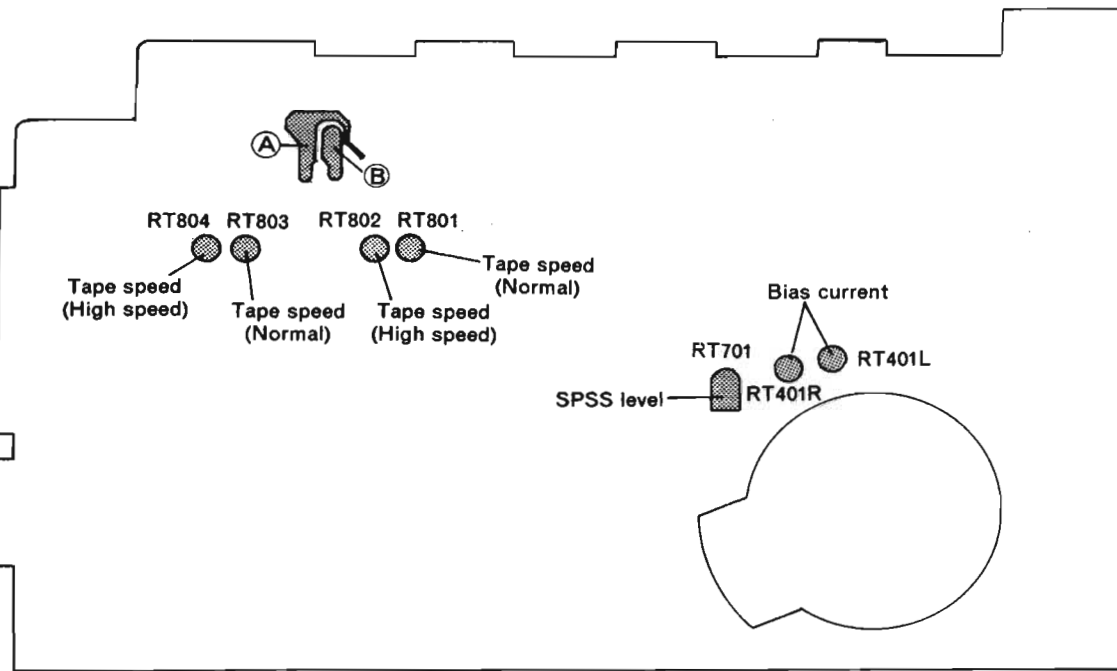 A
B
RT804 RT803 RT802 RT801
Tape speed
(High speed)
Tape speed
(Normal)
Tape speed
(High speed)
Tape speed
(Normal)
Bias current
RT701
RT401L
SPSS level
RT401R